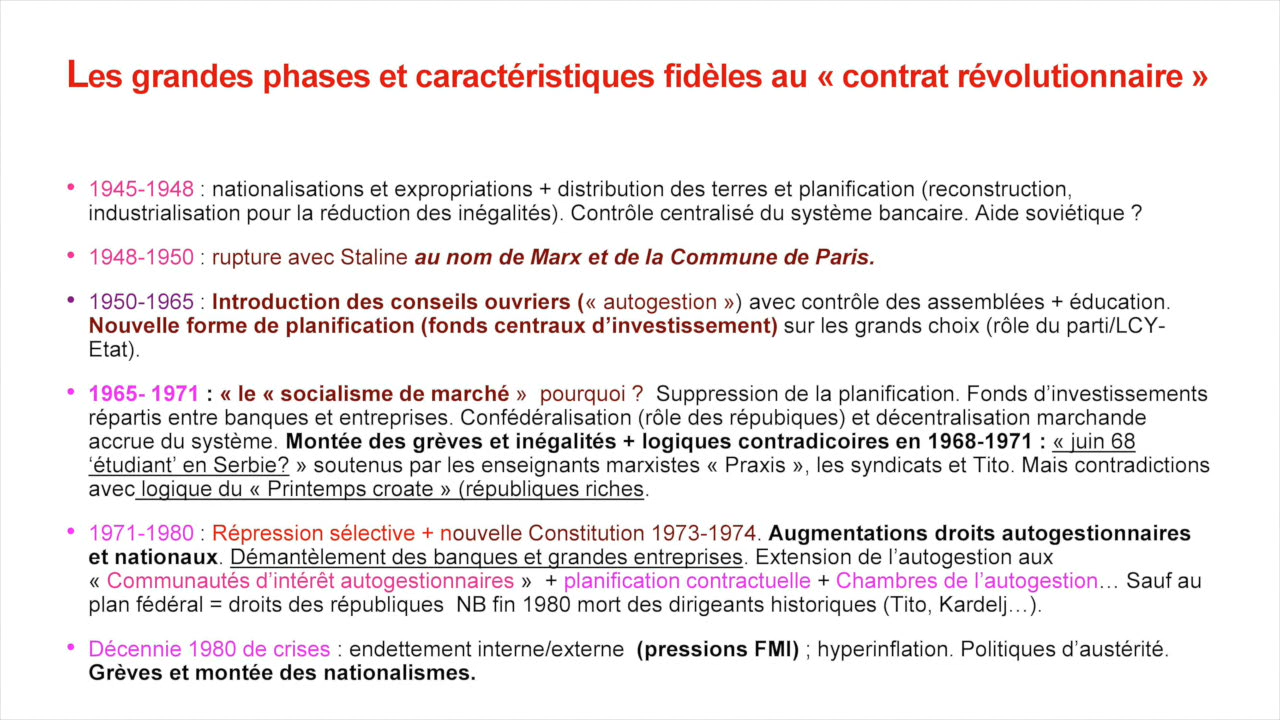 Les grandes phases et caractéristiques fidèles au « contrat révolutionnaire »
• 1945-1948 : nationalisations et expropriations + distribution des terres et planification (reconstruction,
industrialisation pour la réduction des inégalités). Contrôle centralisé du système bancaire. Aide soviétique ?
• 1948-1950 : rupture avec Staline au nom de Marx et de la Commune de Paris.
• 1950-1965 : Introduction des conseils ouvriers (« autogestion ») avec contrôle des assemblées + éducation.
Nouvelle forme de planification (fonds centraux d’investissement) sur les grands choix (rôle du parti/LCY-
Etat).
• 1965- 1971 : « le « socialisme de marché » pourquoi ? Suppression de la planification. Fonds d’investissements
répartis entre banques et entreprises. Confédéralisation (rôle des répubiques) et décentralisation marchande
accrue du système. Montée des grèves et inégalités + logiques contradicoires en 1968-1971 : « juin 68
‘étudiant’ en Serbie? » soutenus par les enseignants marxistes « Praxis », les syndicats et Tito. Mais contradictions
avec logique du « Printemps croate » (républiques riches.
• 1971-1980 : Répression sélective + nouvelle Constitution 1973-1974. Augmentations droits autogestionnaires
et nationaux. Démantèlement des banques et grandes entreprises. Extension de l’autogestion aux
« Communautés d’intérêt autogestionnaires » + planification contractuelle + Chambres de l’autogestion… Sauf au
plan fédéral = droits des républiques NB fin 1980 mort des dirigeants historiques (Tito, Kardelj…).
• Décennie 1980 de crises : endettement interne/externe (pressions FMI) ; hyperinflation. Politiques d’austérité.
Grèves et montée des nationalismes.